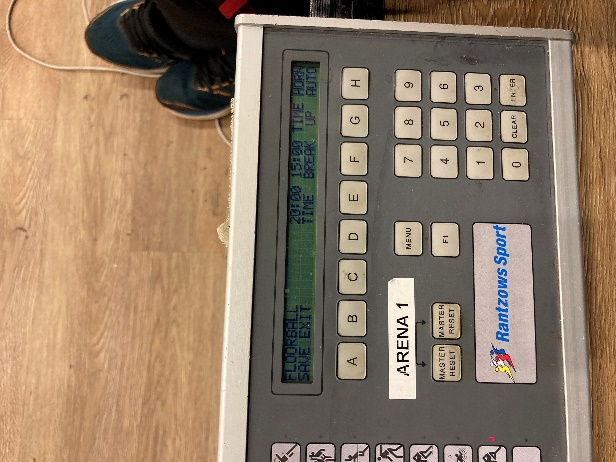 FLOORBALL 20:00 15:00 TIME HORN
SAVE EXIT TIME BREAK UP AUTO
A B C D E F G H
ARENA 1
MENU
7 8 9
F1
4 5 6
MASTER RESET MASTER RESET
1 2 3
0 CLEAR ENTER
Rantzows Sport